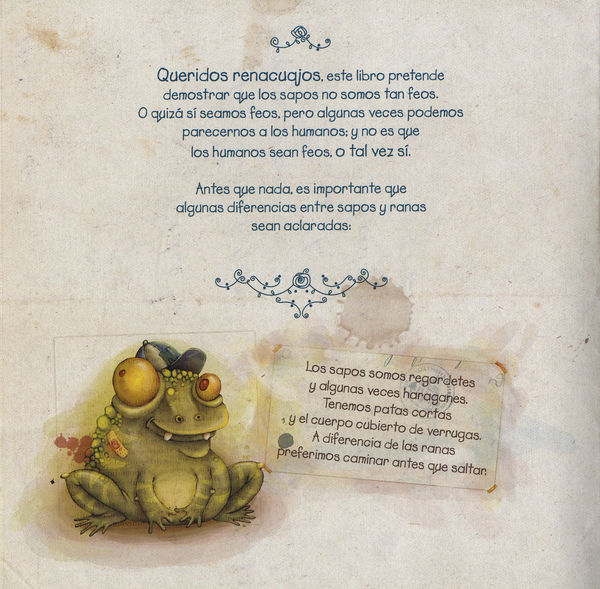 Queridos renacuajos, este libro pretende
demostrar que los sapos no somos tan feos.
O quizá sí seamos feos, pero algunas veces podemos
parecernos a los humanos; y no es que
los humanos sean feos, o tal vez sí.
Antes que nada, es importante que
algunas diferencias entre sapos y ranas
sean aclaradas:
Los sapos somos regordetes
y algunas veces haraganes.
Tenemos patas cortas
y el cuerpo cubierto de verrugas.
A diferencia de las ranas
preferimos caminar antes que saltar.